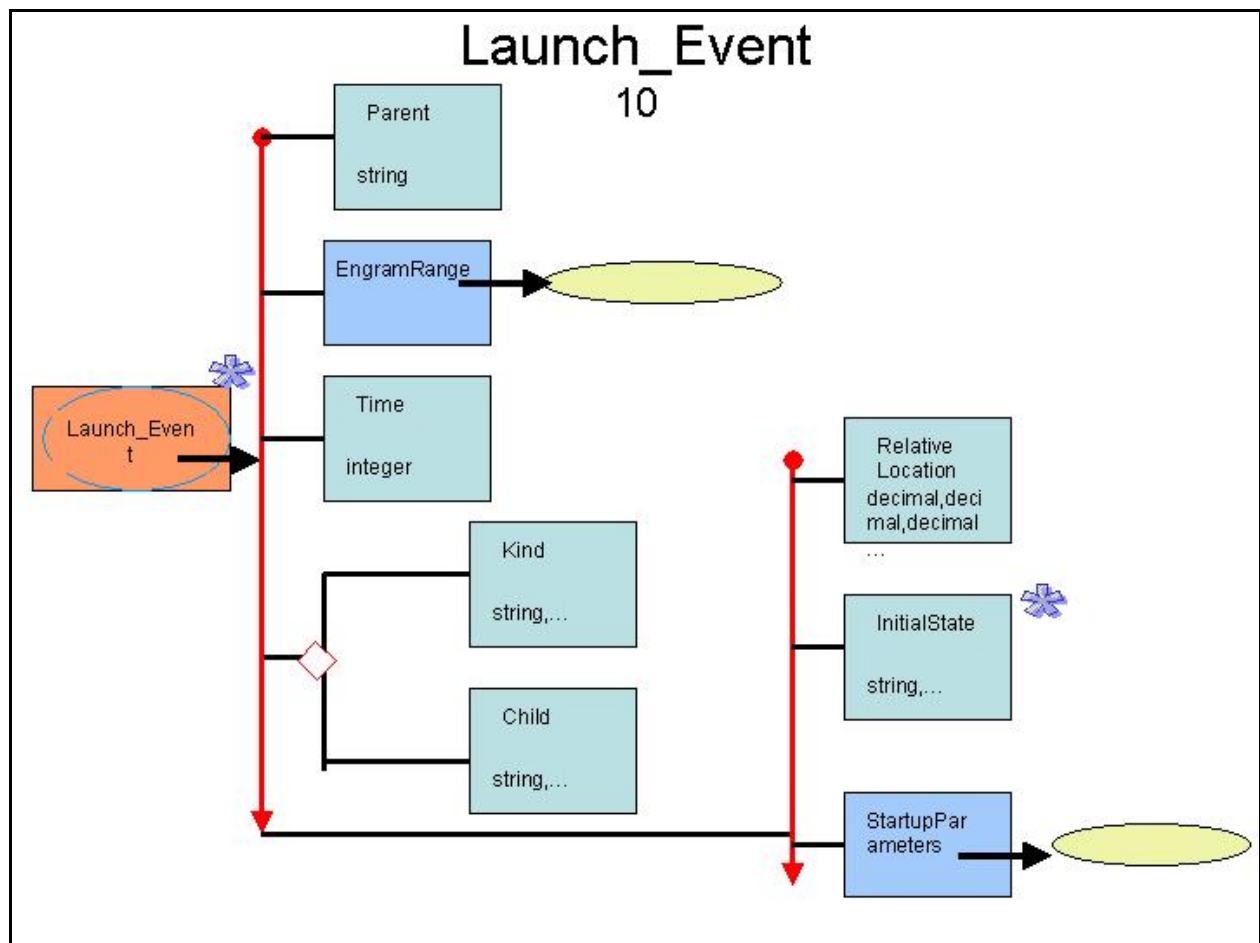 Launch_Event
10
Parent
string
EngramRange
Time
integer
Launch_Even
t
Kind
string,...
Child
string,...
Relative
Location
decimal,deci
mal,decimal
...
InitialState
string,...
StartupPar
ameters